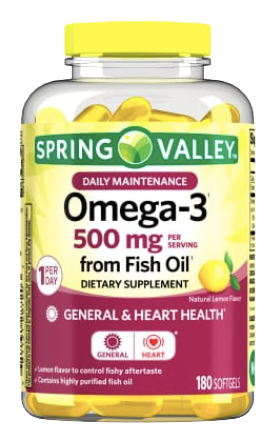 SPRING VALLEY™
DAILY MAINTENANCE
Omega-3
500 mg PER SERVING
from Fish Oil
1 PER DAY
DIETARY SUPPLEMENT
Natural Lemon Flavor
GENERAL & HEART HEALTH
GENERAL HEART
Lemon flavor to control fishy aftertaste
Contains highly purified fish oil
180 SOFTGELS